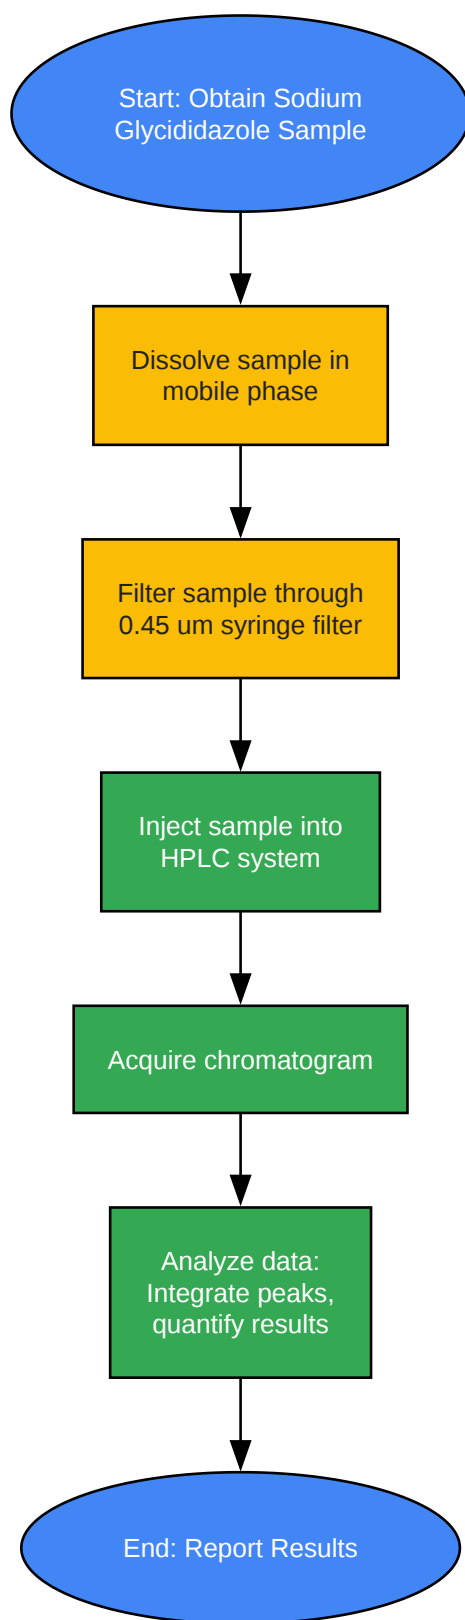 Start: Obtain Sodium
Glycididazole Sample
Dissolve sample in
mobile phase
Filter sample through
0.45 um syringe filter
Inject sample into
HPLC system
Acquire chromatogram
Analyze data:
Integrate peaks,
quantify results
End: Report Results